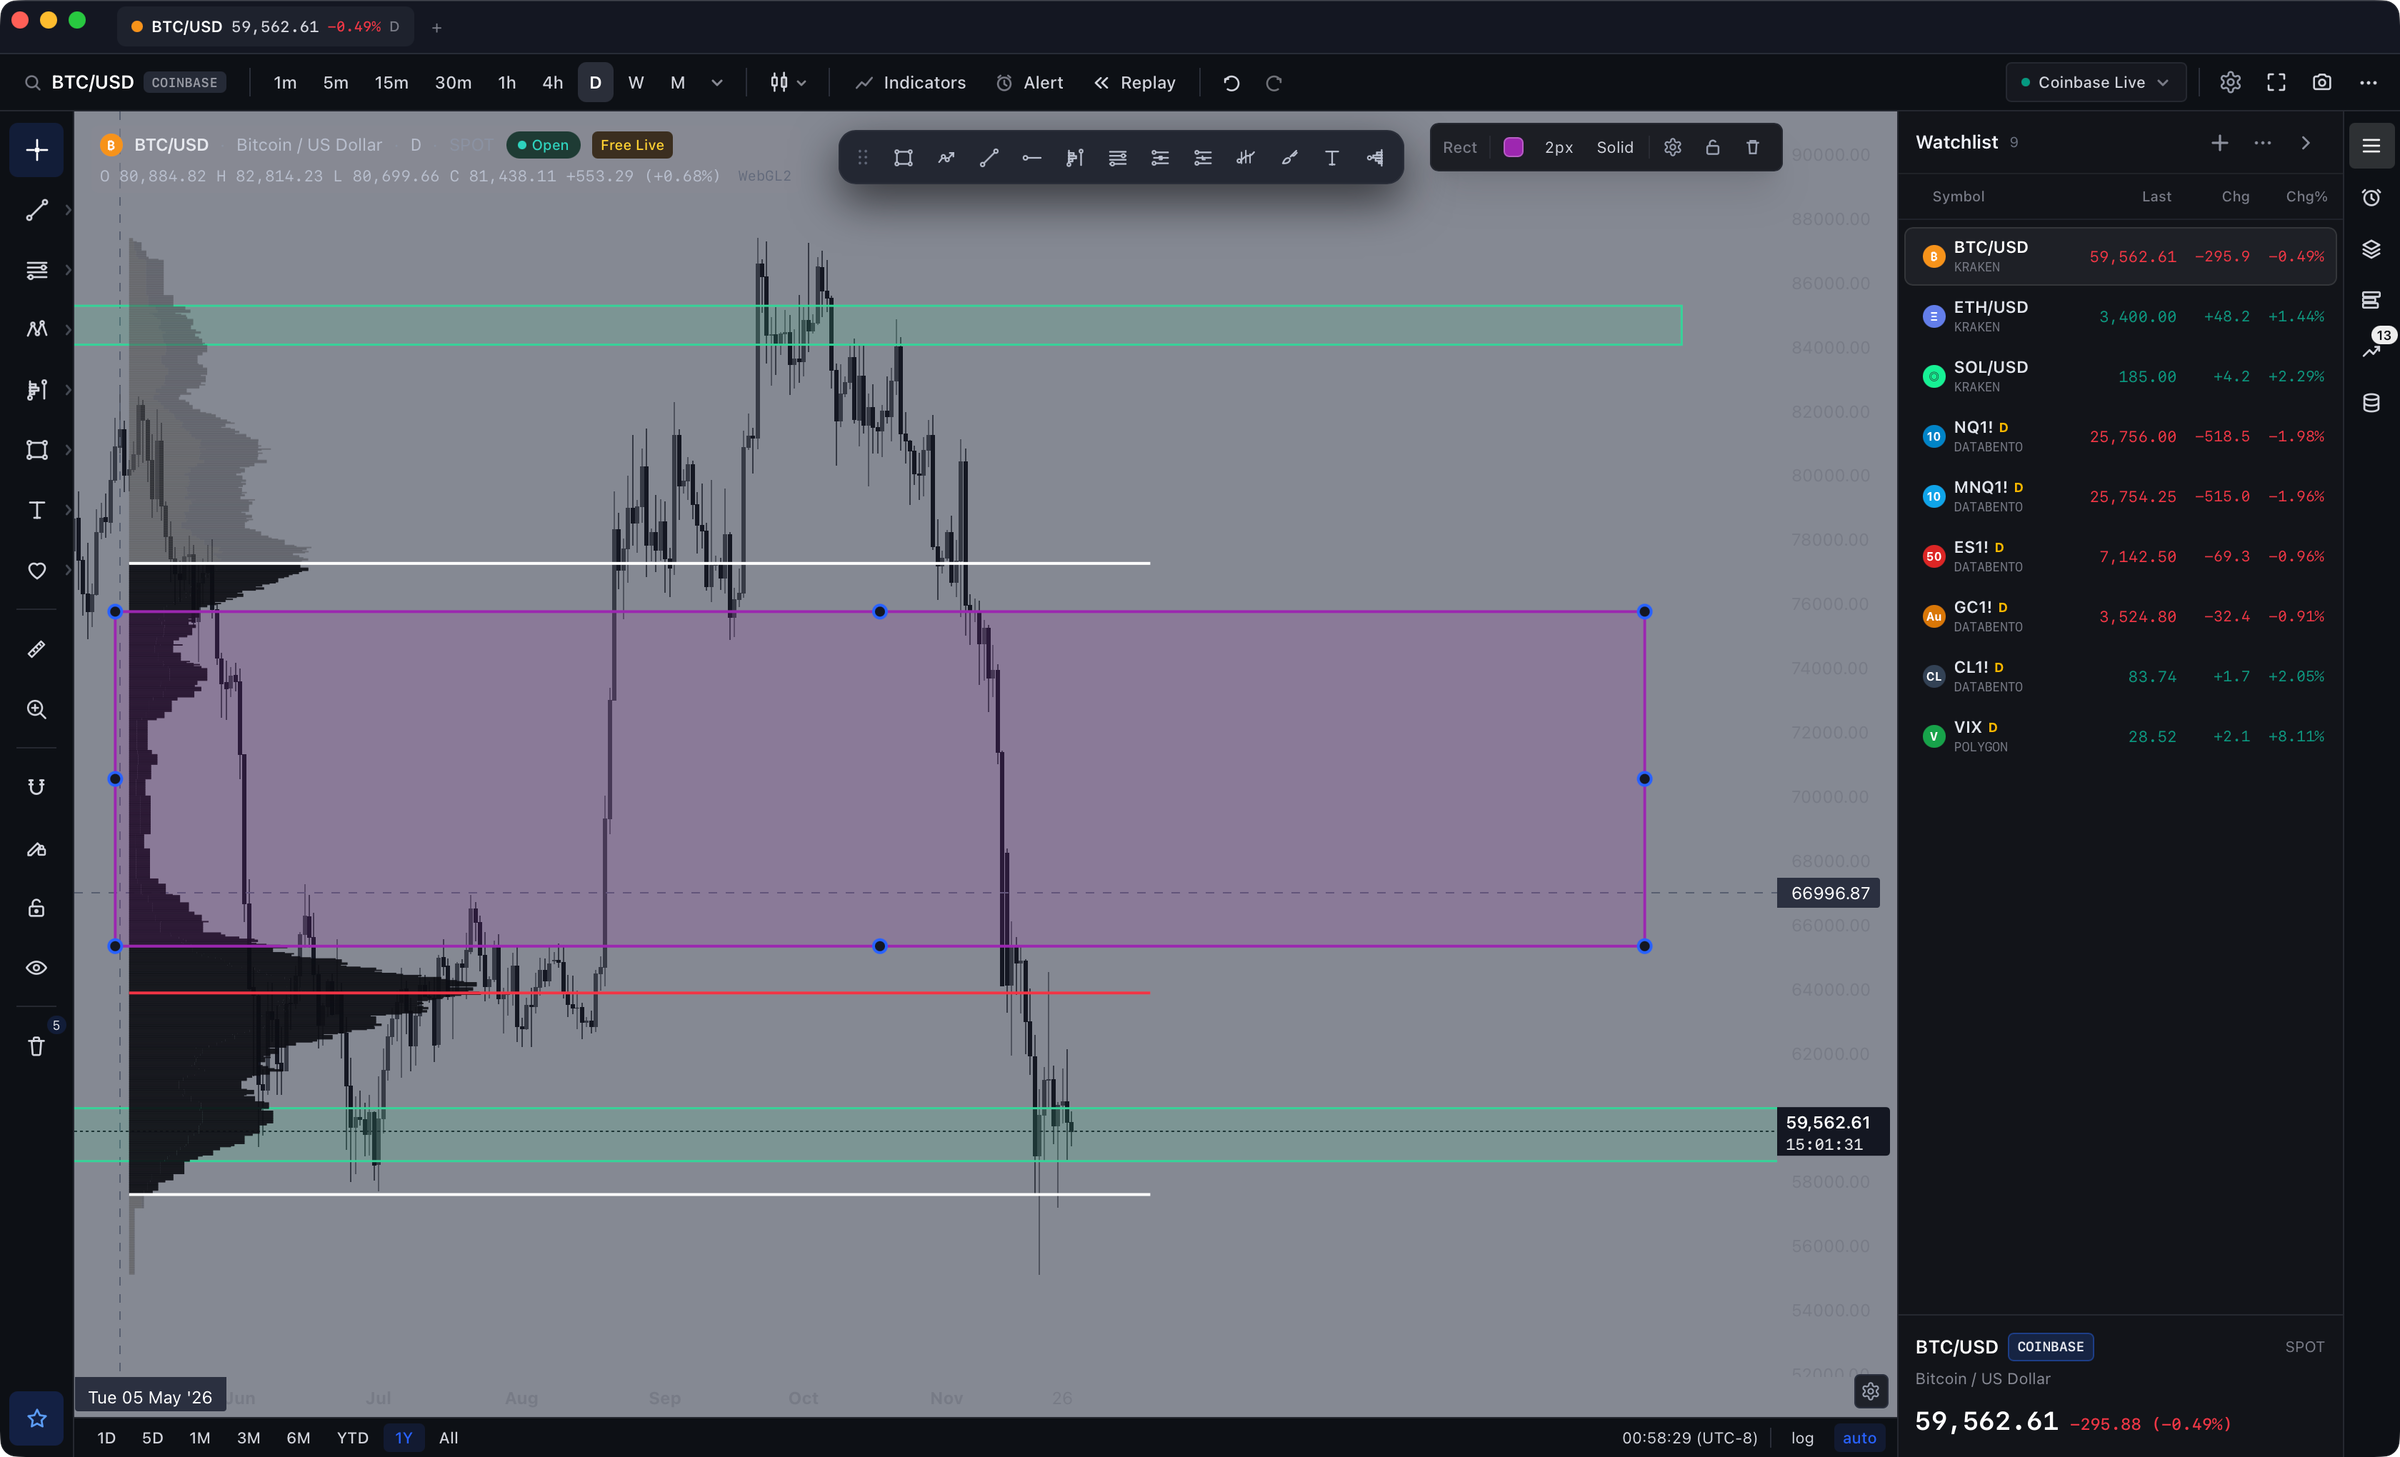 BTC/USD 59,562.61 −0.49% D +
BTC/USD COINBASE 1m 5m 15m 30m 1h 4h D W M Indicators Alert Replay Coinbase Live
BTC/USD · Bitcoin / US Dollar · D · SPOT Open Free Live
O 80,884.82 H 82,814.23 L 80,699.66 C 81,438.11 +553.29 (+0.68%) WebGL2
Rect 2px Solid
90000.00
88000.00
86000.00
84000.00
82000.00
80000.00
78000.00
76000.00
74000.00
72000.00
70000.00
68000.00
66996.87
66000.00
64000.00
62000.00
59,562.61
15:01:31
58000.00
56000.00
54000.00
52000.00
5
Tue 05 May '26 Jun Jul Aug Sep Oct Nov 26
1D 5D 1M 3M 6M YTD 1Y All 00:58:29 (UTC-8) log auto
Watchlist 9
Symbol Last Chg Chg%
BTC/USD 59,562.61 −295.9 −0.49%
KRAKEN
ETH/USD 3,400.00 +48.2 +1.44%
KRAKEN
SOL/USD 185.00 +4.2 +2.29%
KRAKEN
10 NQ1! D 25,756.00 −518.5 −1.98%
DATABENTO
10 MNQ1! D 25,754.25 −515.0 −1.96%
DATABENTO
50 ES1! D 7,142.50 −69.3 −0.96%
DATABENTO
Au GC1! D 3,524.80 −32.4 −0.91%
DATABENTO
CL CL1! D 83.74 +1.7 +2.05%
DATABENTO
V VIX D 28.52 +2.1 +8.11%
POLYGON
13
BTC/USD COINBASE SPOT
Bitcoin / US Dollar
59,562.61 −295.88 (−0.49%)